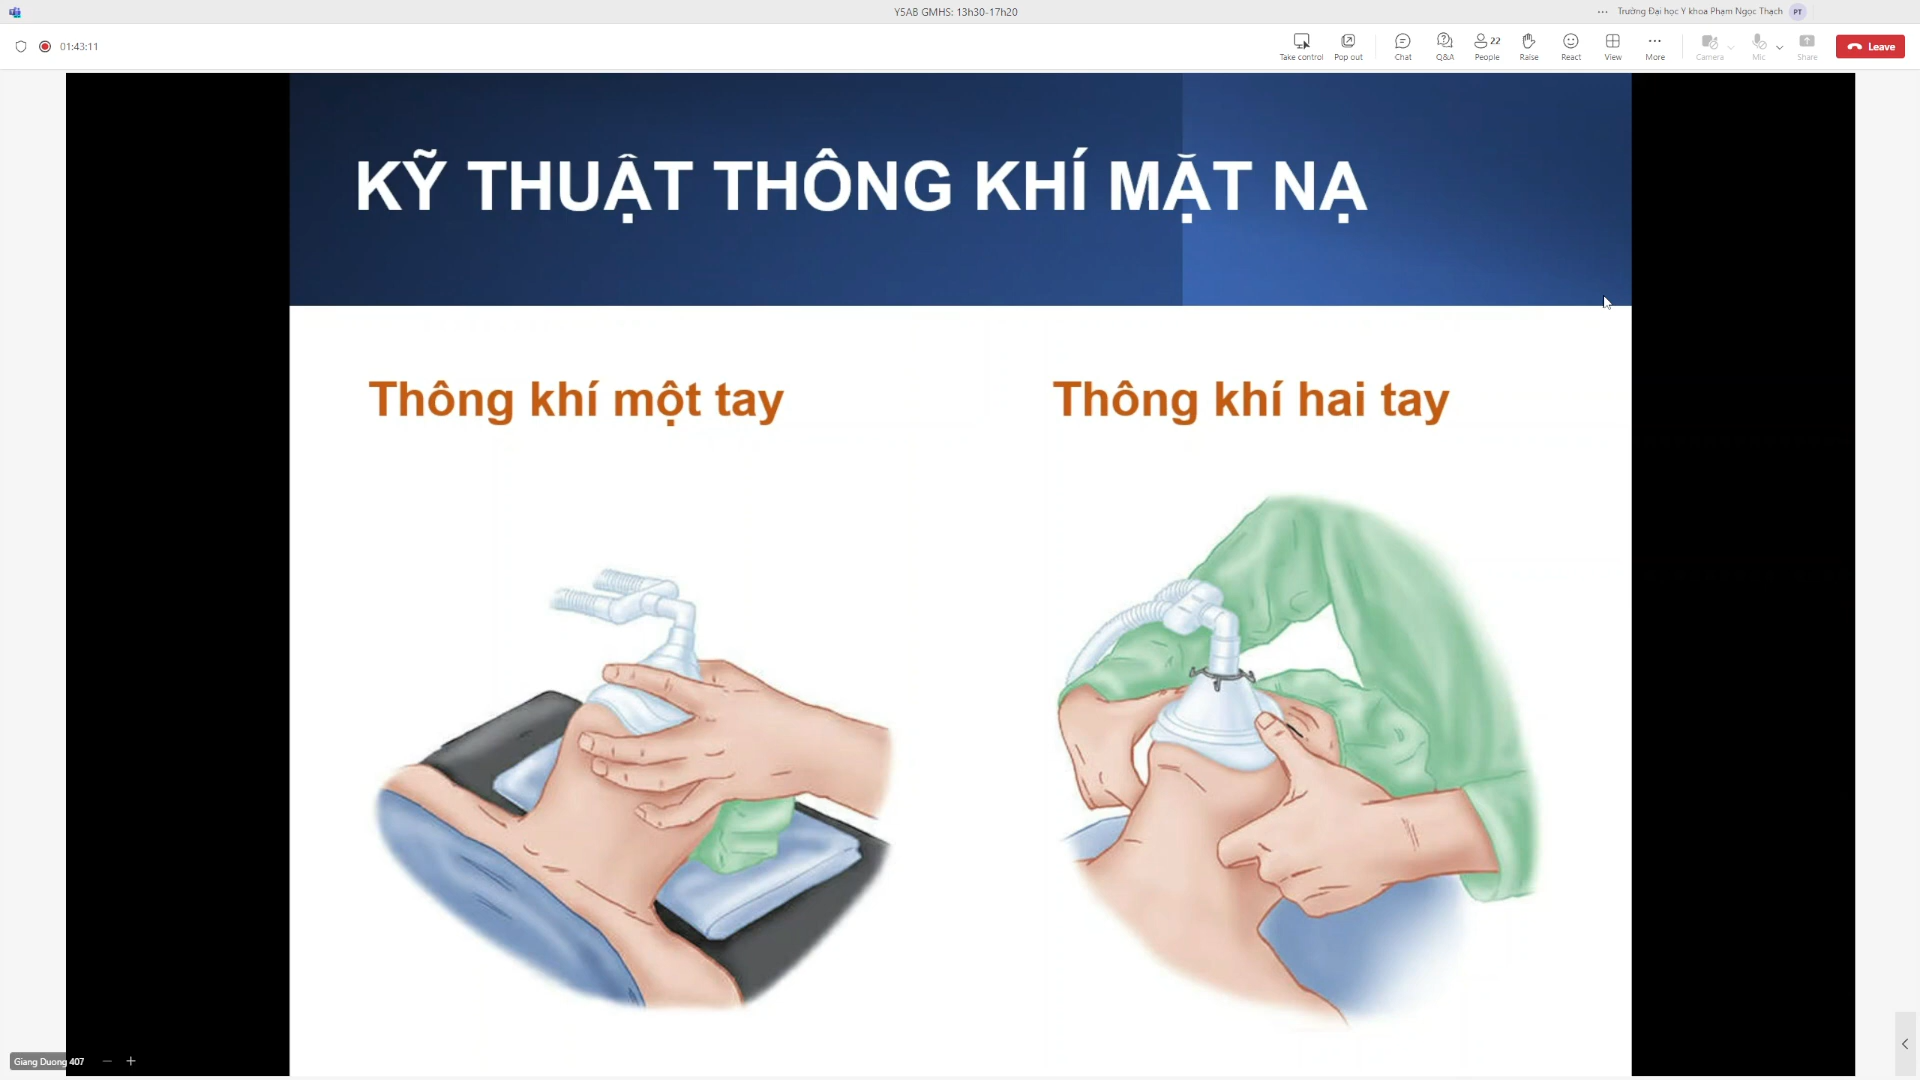 Y5AB GMHS: 13h30-17h20
Trường Đại học Y khoa Phạm Ngọc Thạch
PT
01:43:11
Take control
Pop out
Chat
Q&A
22
People
Raise
React
View
More
Camera
Mic
Share
Leave
KỸ THUẬT THÔNG KHÍ MẶT NẠ
Thông khí một tay
Thông khí hai tay
Giang Duong 407